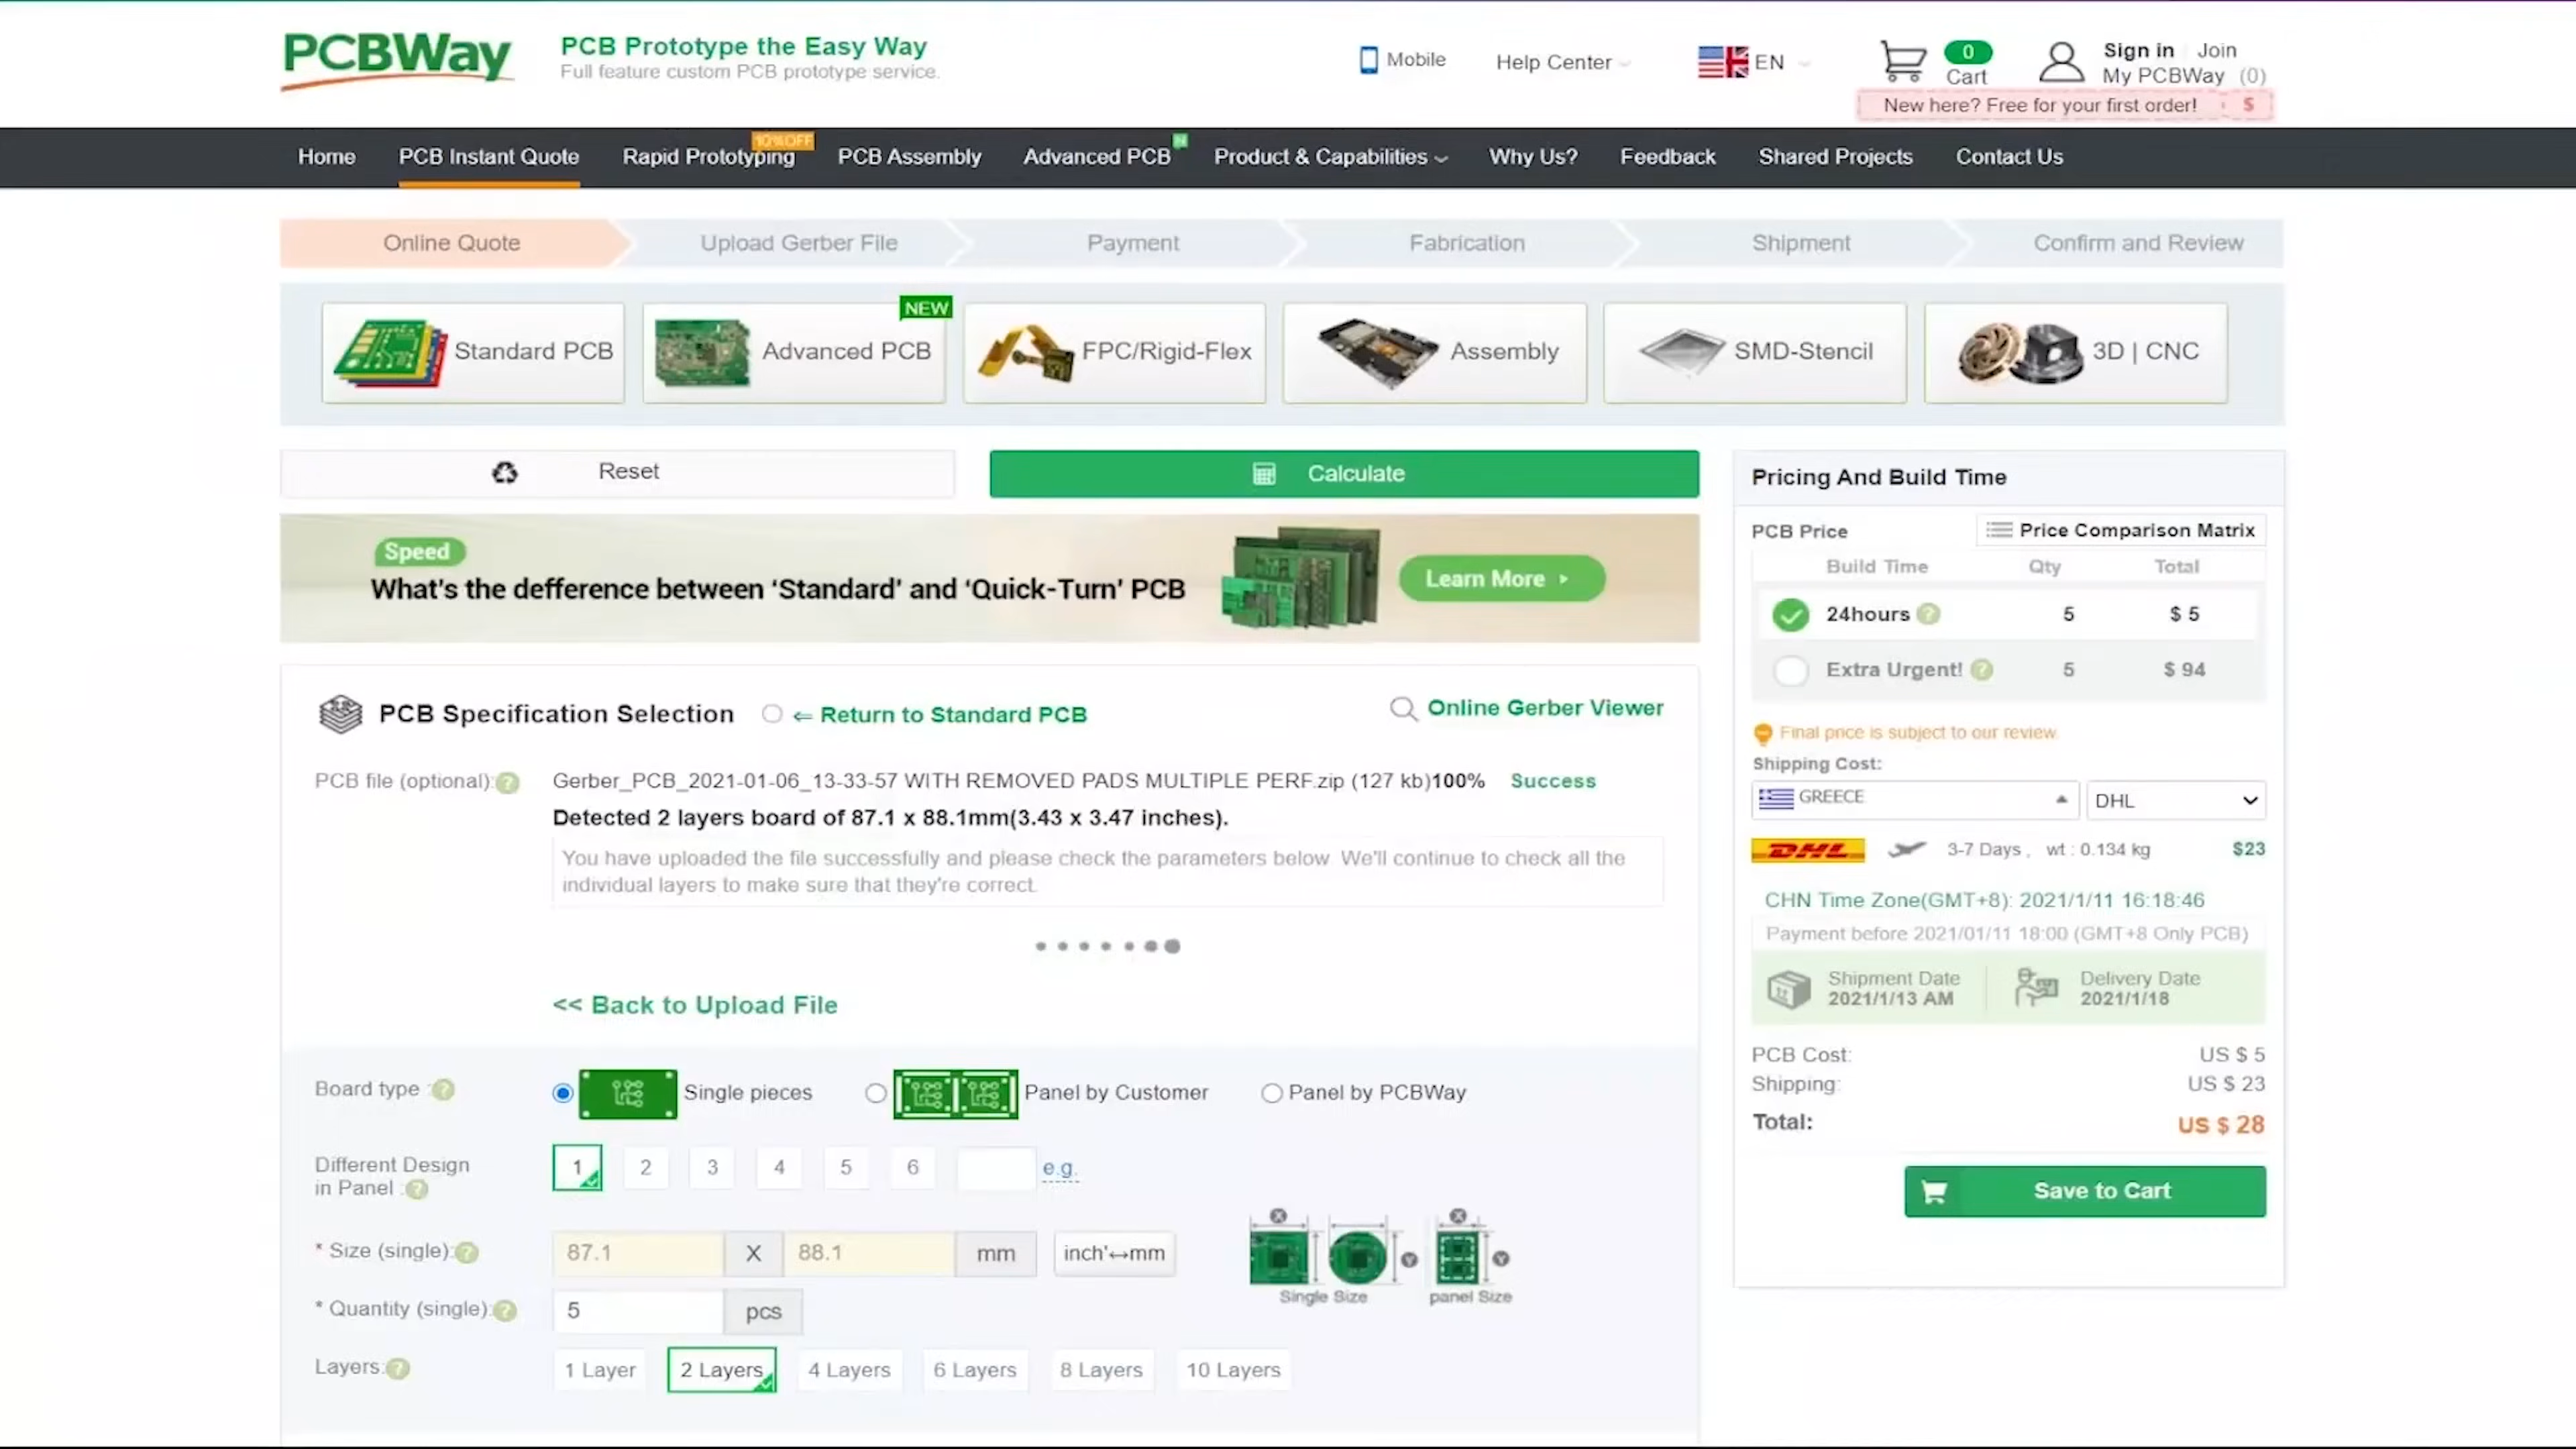 PCBWay
PCB Prototype the Easy Way
Full feature custom PCB prototype service.
Mobile
Help Center
EN
0
Cart
Sign in Join
My PCBWay (0)
New here? Free for your first order! $
Home
PCB Instant Quote
10%OFF
Rapid Prototyping
PCB Assembly
Advanced PCB
Product & Capabilities
Why Us?
Feedback
Shared Projects
Contact Us
Online Quote
Upload Gerber File
Payment
Fabrication
Shipment
Confirm and Review
Standard PCB
NEW
Advanced PCB
FPC/Rigid-Flex
Assembly
SMD-Stencil
3D | CNC
Reset
Calculate
Speed
What's the defference between ‘Standard’ and ‘Quick-Turn’ PCB
Learn More
PCB Specification Selection
⇐ Return to Standard PCB
Online Gerber Viewer
PCB file (optional): ?
Gerber_PCB_2021-01-06_13-33-57 WITH REMOVED PADS MULTIPLE PERF.zip (127 kb)100% Success
Detected 2 layers board of 87.1 x 88.1mm(3.43 x 3.47 inches).
You have uploaded the file successfully and please check the parameters below. We'll continue to check all the
individual layers to make sure that they're correct.
<< Back to Upload File
Board type : ?
Single pieces
Panel by Customer
Panel by PCBWay
Different Design
in Panel : ?
1 2 3 4 5 6 e.g.
* Size (single): ?
87.1 X 88.1 mm
inch'↔mm
X X
Y Y
Single Size
panel Size
* Quantity (single): ?
5 pcs
Layers: ?
1 Layer 2 Layers 4 Layers 6 Layers 8 Layers 10 Layers
Pricing And Build Time
PCB Price
Price Comparison Matrix
Build Time Qty Total
24hours ? 5 $ 5
Extra Urgent! ? 5 $ 94
Final price is subject to our review.
Shipping Cost:
GREECE
DHL
DHL 3-7 Days , wt : 0.134 kg $23
CHN Time Zone(GMT+8): 2021/1/11 16:18:46
Payment before 2021/01/11 18:00 (GMT+8 Only PCB)
Shipment Date
2021/1/13 AM
Delivery Date
2021/1/18
PCB Cost: US $ 5
Shipping: US $ 23
Total: US $ 28
Save to Cart